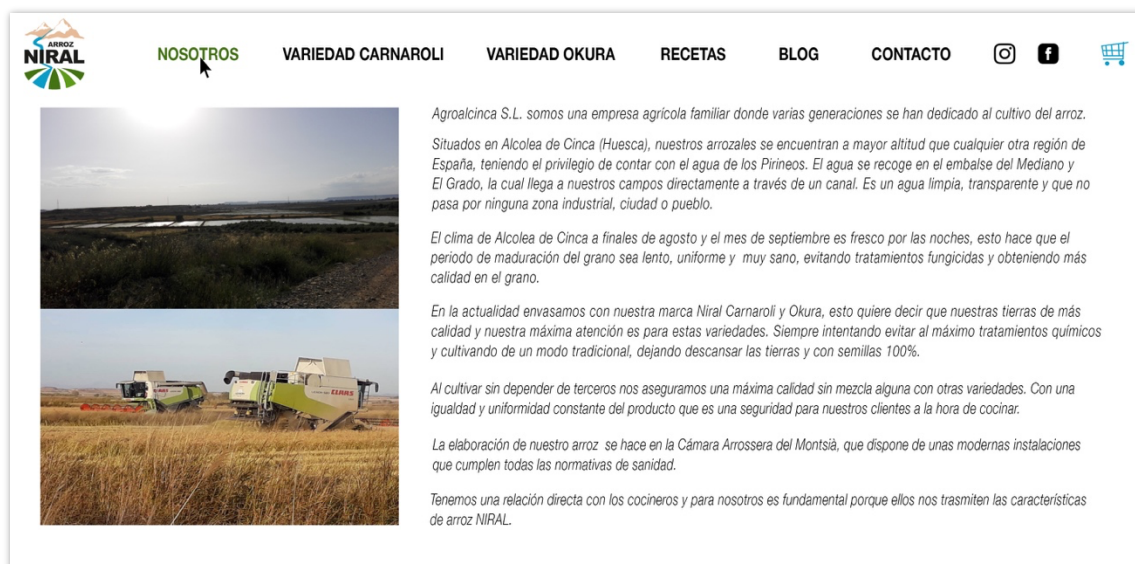 ARROZ
NIRAL
NOSOTROS VARIEDAD CARNAROLI VARIEDAD OKURA RECETAS BLOG CONTACTO
Agroalcinca S.L. somos una empresa agrícola familiar donde varias generaciones se han dedicado al cultivo del arroz.
Situados en Alcolea de Cinca (Huesca), nuestros arrozales se encuentran a mayor altitud que cualquier otra región de
España, teniendo el privilegio de contar con el agua de los Pirineos. El agua se recoge en el embalse del Mediano y
El Grado, la cual llega a nuestros campos directamente a través de un canal. Es un agua limpia, transparente y que no
pasa por ninguna zona industrial, ciudad o pueblo.
El clima de Alcolea de Cinca a finales de agosto y el mes de septiembre es fresco por las noches, esto hace que el
periodo de maduración del grano sea lento, uniforme y muy sano, evitando tratamientos fungicidas y obteniendo más
calidad en el grano.
En la actualidad envasamos con nuestra marca Niral Carnaroli y Okura, esto quiere decir que nuestras tierras de más
calidad y nuestra máxima atención es para estas variedades. Siempre intentando evitar al máximo tratamientos químicos
y cultivando de un modo tradicional, dejando descansar las tierras y con semillas 100%.
Al cultivar sin depender de terceros nos aseguramos una máxima calidad sin mezcla alguna con otras variedades. Con una
igualdad y uniformidad constante del producto que es una seguridad para nuestros clientes a la hora de cocinar.
La elaboración de nuestro arroz se hace en la Cámara Arrossera del Montsià, que dispone de unas modernas instalaciones
que cumplen todas las normativas de sanidad.
Tenemos una relación directa con los cocineros y para nosotros es fundamental porque ellos nos trasmiten las características
de arroz NIRAL.
CLAAS